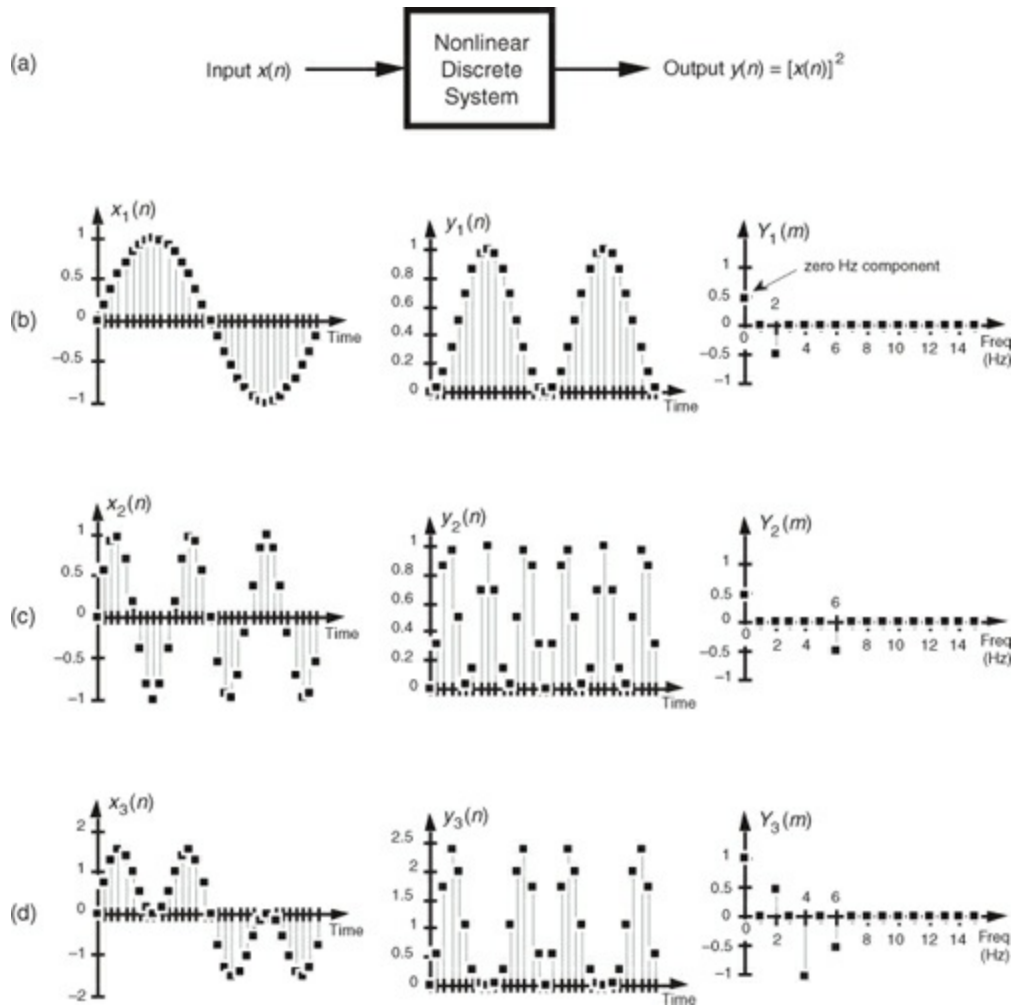 (a)
Input x(n)
Nonlinear
Discrete
System
Output y(n) = [x(n)]²
(b)
x₁(n)
1
0.5
0
−0.5
−1
Time
y₁(n)
1
0.8
0.6
0.4
0.2
0
Time
Y₁(m)
1
0.5
0
−0.5
−1
zero Hz component
2
4 6 8 10 12 14
Freq
(Hz)
(c)
x₂(n)
1
0.5
0
−0.5
−1
Time
y₂(n)
1
0.8
0.6
0.4
0.2
0
Time
Y₂(m)
1
0.5
0
−0.5
−1
6
2 4 8 10 12 14
Freq
(Hz)
(d)
x₃(n)
2
1
0
−1
−2
Time
y₃(n)
2.5
2
1.5
1
0.5
0
Time
Y₃(m)
1
0.5
0
−0.5
−1
4 6
2 8 10 12 14
Freq
(Hz)